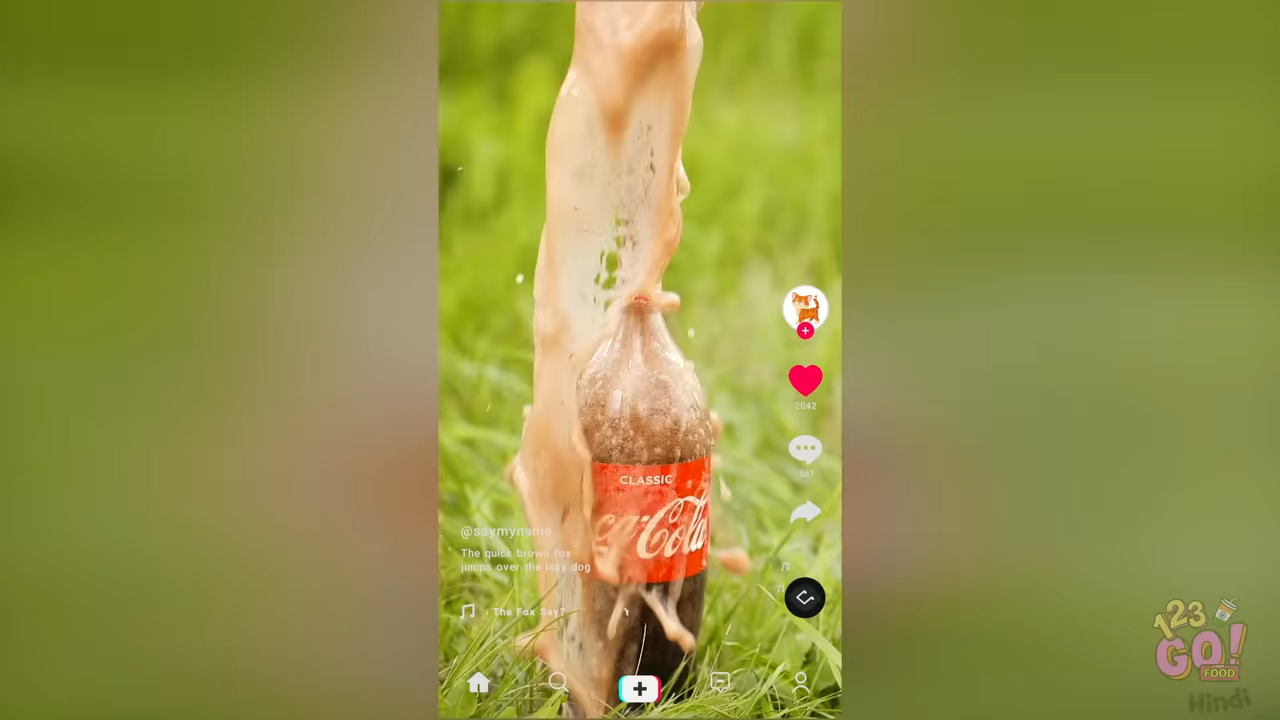 CLASSIC
Coca-Cola
2042
561
@saymyname
The quick brown fox
jumps over the lazy dog
: The Fox Say?
123
GO!
FOOD
Hindi